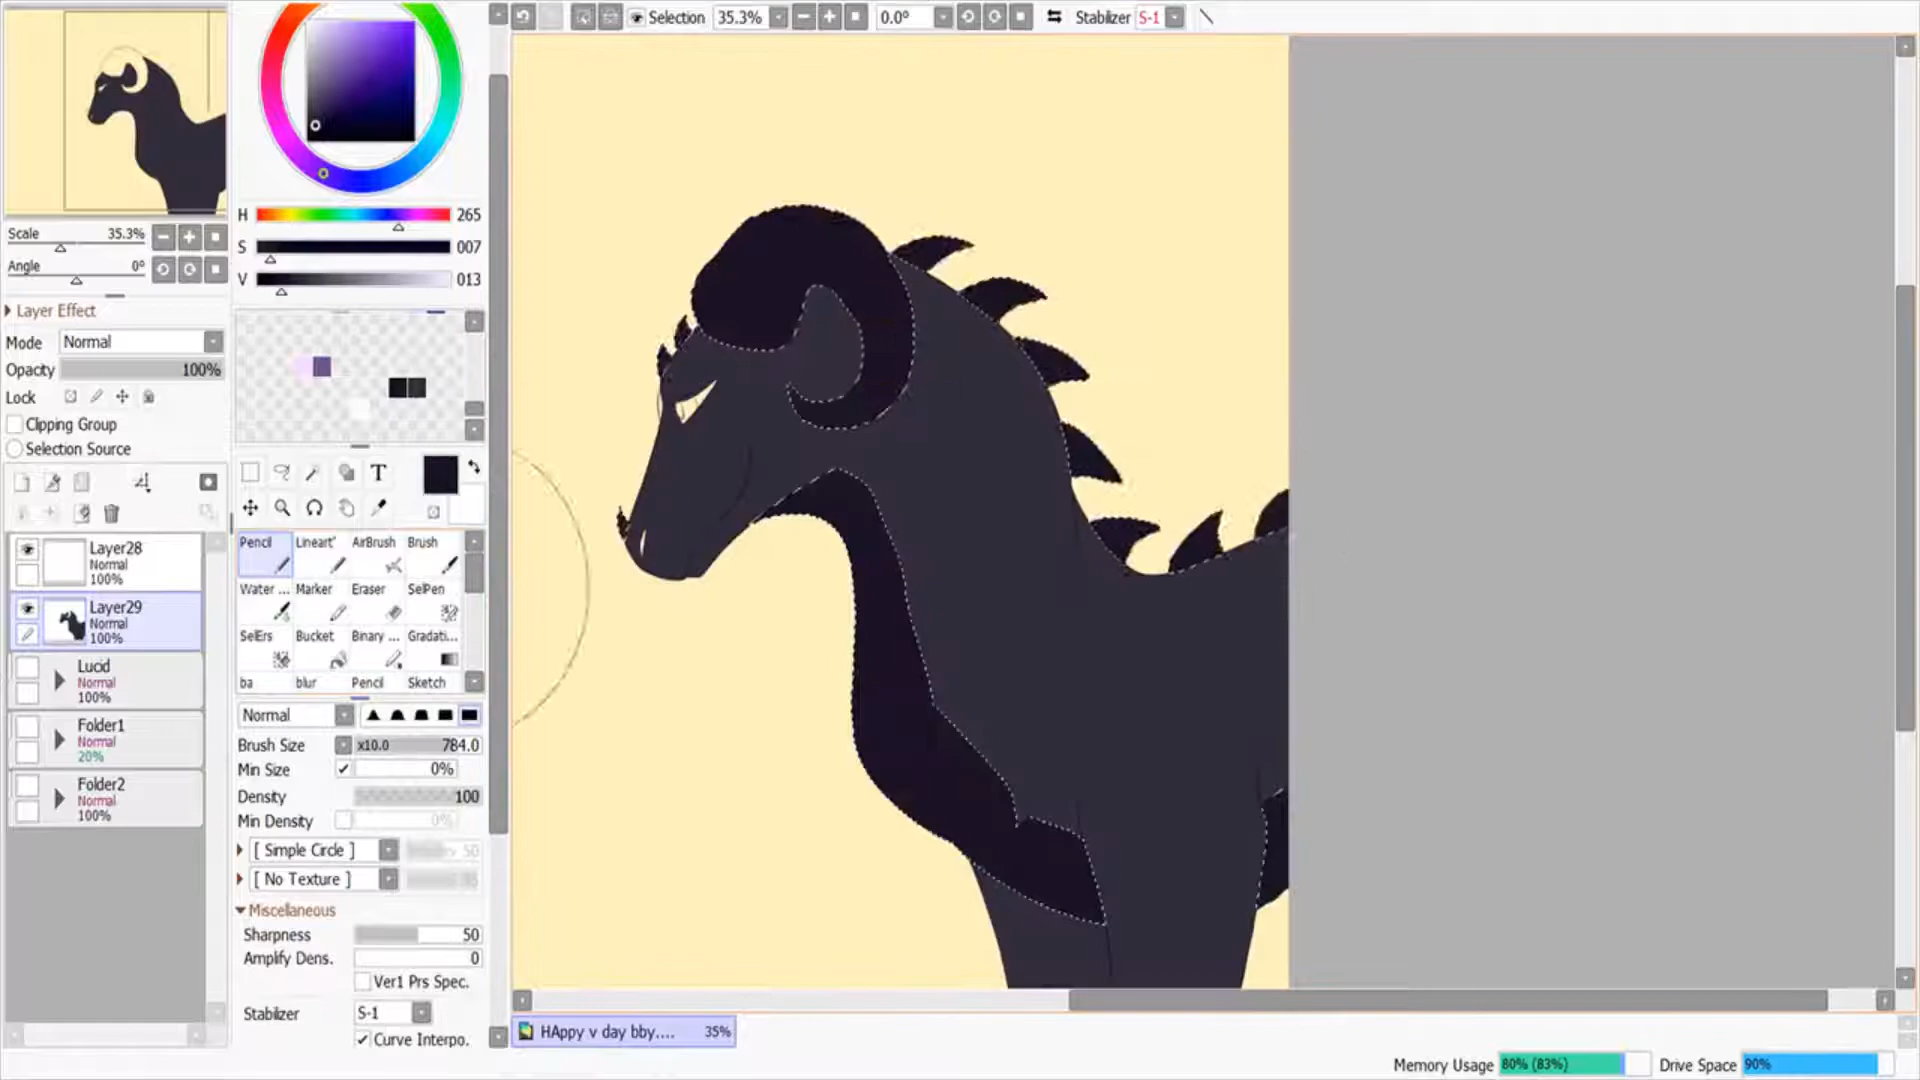 Selection 35.3% 0.0° Stabilizer S-1
Scale 35.3%
Angle 0°
Layer Effect
Mode Normal
Opacity 100%
Lock
Clipping Group
Selection Source
Layer28
Normal
100%
Layer29
Normal
100%
Lucid
Normal
100%
Folder1
Normal
20%
Folder2
Normal
100%
H 265
S 007
V 013
T
Pencil Lineart' AirBrush Brush
Water ... Marker Eraser SelPen
SelErs Bucket Binary ... Gradati...
ba blur Pencil Sketch
Normal
Brush Size x10.0 784.0
Min Size 0%
Density 100
Min Density 0%
[ Simple Circle ] 50
[ No Texture ]
Miscellaneous
Sharpness 50
Amplify Dens. 0
Ver1 Prs Spec.
Stabilizer S-1
Curve Interpo.
HAppy v day bby.... 35%
Memory Usage 80% (83%) Drive Space 90%